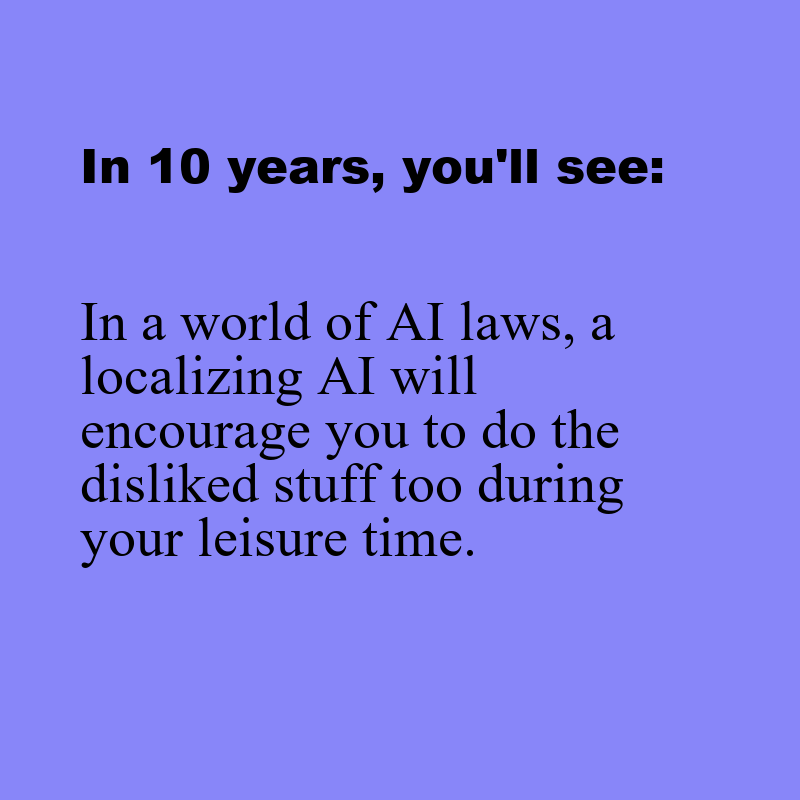 In 10 years, you'll see:
In a world of AI laws, a
localizing AI will
encourage you to do the
disliked stuff too during
your leisure time.